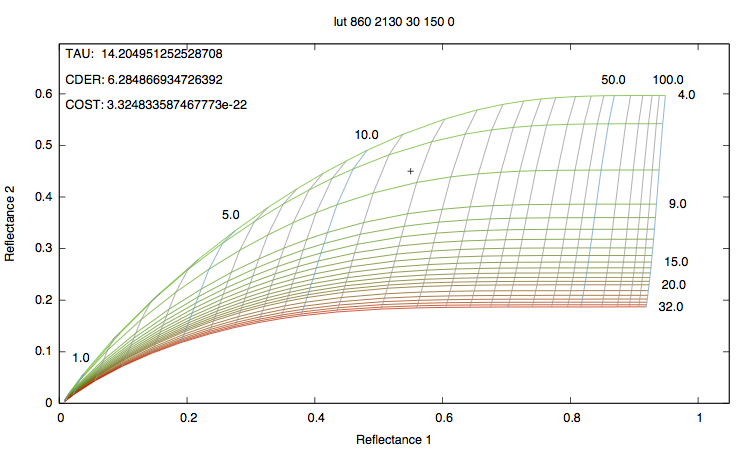 lut 860 2130 30 150 0
TAU: 14.204951252528708
CDER: 6.284866934726392
COST: 3.324833587467773e-22
50.0 100.0
4.0
10.0
5.0
9.0
15.0
20.0
32.0
1.0
0.6
0.5
0.4
0.3
0.2
0.1
0
Reflectance 2
0 0.2 0.4 0.6 0.8 1
Reflectance 1